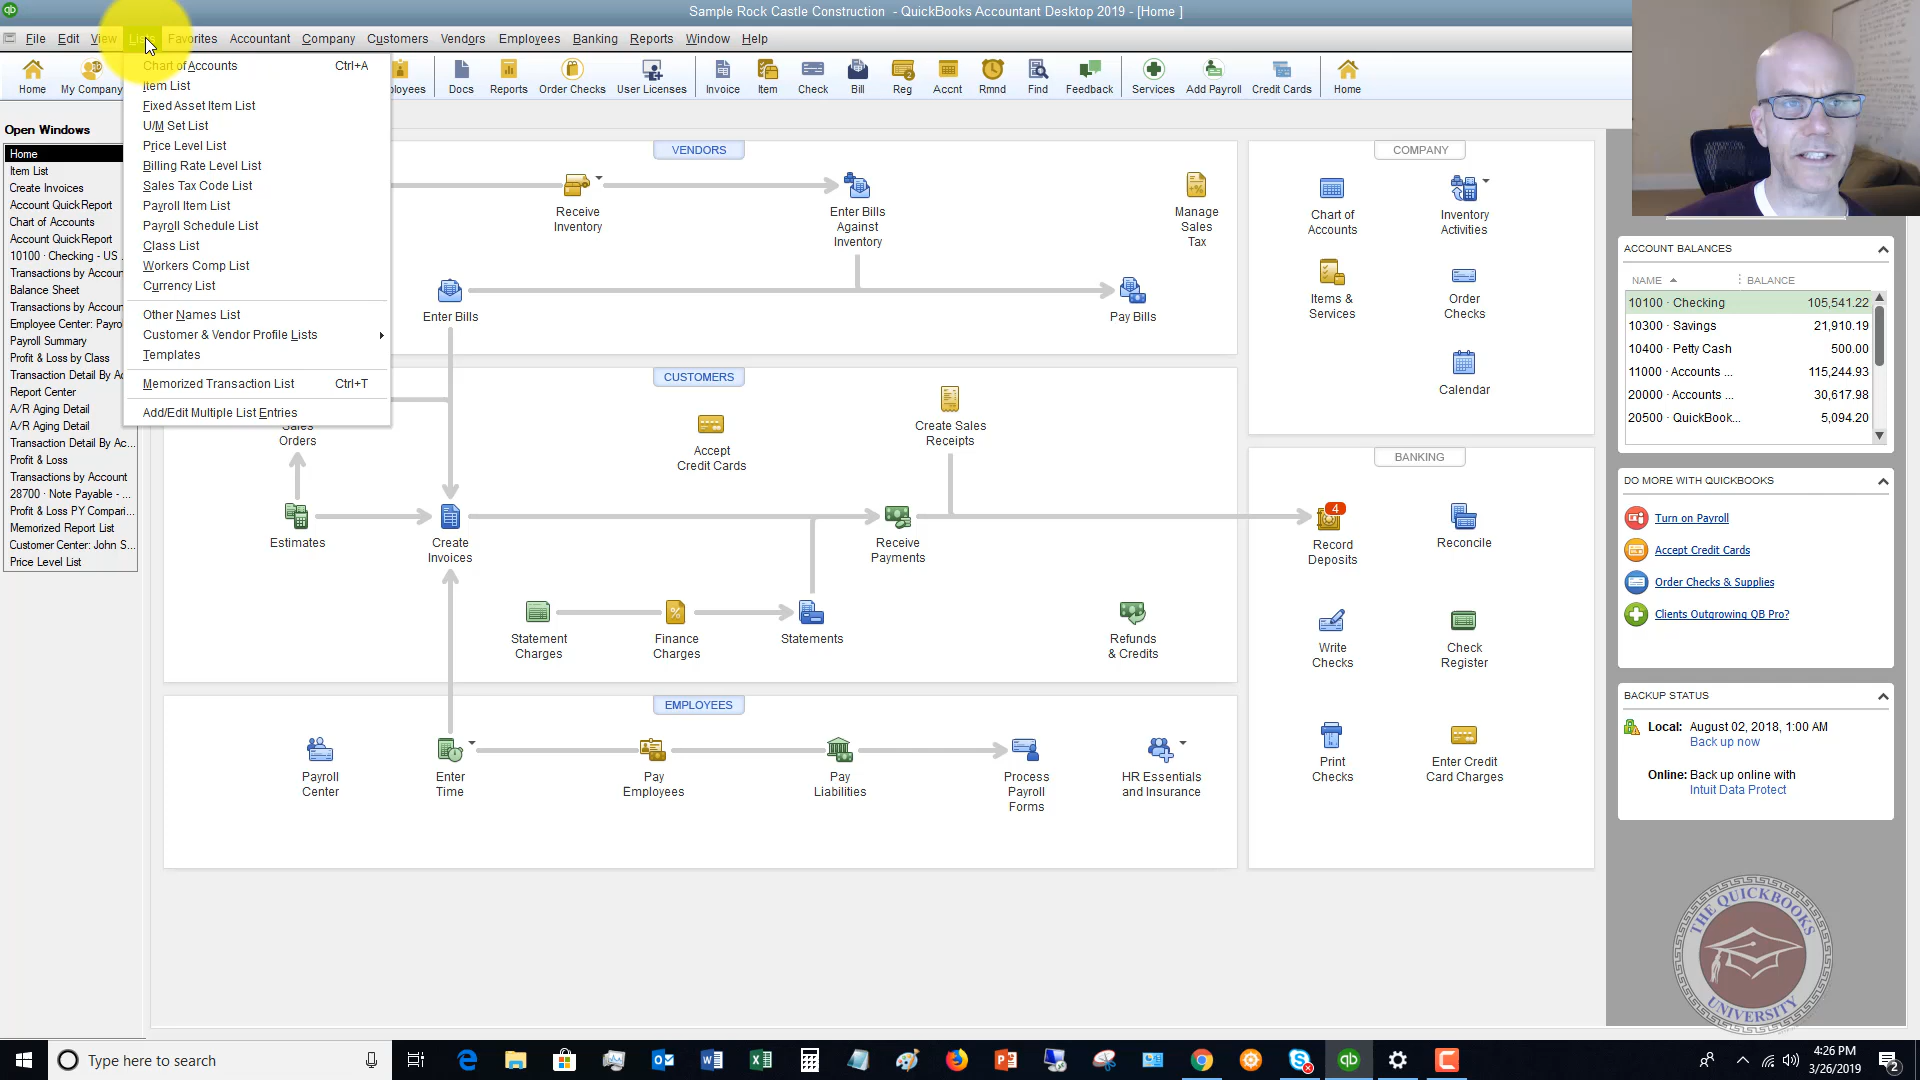 Sample Rock Castle Construction - QuickBooks Accountant Desktop 2019 - [Home ]
File Edit View Lists Favorites Accountant Company Customers Vendors Employees Banking Reports Window Help
Home My Company Docs Reports Order Checks User Licenses Invoice Item Check Bill Reg Accnt Rmnd Find Feedback Services Add Payroll Credit Cards Home
Chart of Accounts Ctrl+A
Item List
Fixed Asset Item List
U/M Set List
Price Level List
Billing Rate Level List
Sales Tax Code List
Payroll Item List
Payroll Schedule List
Class List
Workers Comp List
Currency List
Other Names List
Customer & Vendor Profile Lists
Templates
Memorized Transaction List Ctrl+T
Add/Edit Multiple List Entries
Open Windows
Home
Item List
Create Invoices
Account QuickReport
Chart of Accounts
Account QuickReport
10100 · Checking - US
Transactions by Accoun
Balance Sheet
Transactions by Accoun
Employee Center: Payro
Payroll Summary
Profit & Loss by Class
Transaction Detail By Ac
Report Center
A/R Aging Detail
A/R Aging Detail
Transaction Detail By Ac...
Profit & Loss
Transactions by Account
28700 · Note Payable - ...
Profit & Loss PY Compari...
Memorized Report List
Customer Center: John S...
Price Level List
VENDORS
Receive Inventory
Enter Bills Against Inventory
Manage Sales Tax
Enter Bills
Pay Bills
CUSTOMERS
Sales Orders
Accept Credit Cards
Create Sales Receipts
Estimates
Create Invoices
Receive Payments
Statement Charges
Finance Charges
Statements
Refunds & Credits
EMPLOYEES
Payroll Center
Enter Time
Pay Employees
Pay Liabilities
Process Payroll Forms
HR Essentials and Insurance
COMPANY
Chart of Accounts
Inventory Activities
Items & Services
Order Checks
Calendar
BANKING
4
Record Deposits
Reconcile
Write Checks
Check Register
Print Checks
Enter Credit Card Charges
ACCOUNT BALANCES
NAME BALANCE
10100 · Checking 105,541.22
10300 · Savings 21,910.19
10400 · Petty Cash 500.00
11000 · Accounts ... 115,244.93
20000 · Accounts ... 30,617.98
20500 · QuickBook... 5,094.20
DO MORE WITH QUICKBOOKS
Turn on Payroll
Accept Credit Cards
Order Checks & Supplies
Clients Outgrowing QB Pro?
BACKUP STATUS
Local: August 02, 2018, 1:00 AM
Back up now
Online: Back up online with
Intuit Data Protect
THE QUICKBOOKS
UNIVERSITY
Type here to search
4:26 PM
3/26/2019
2